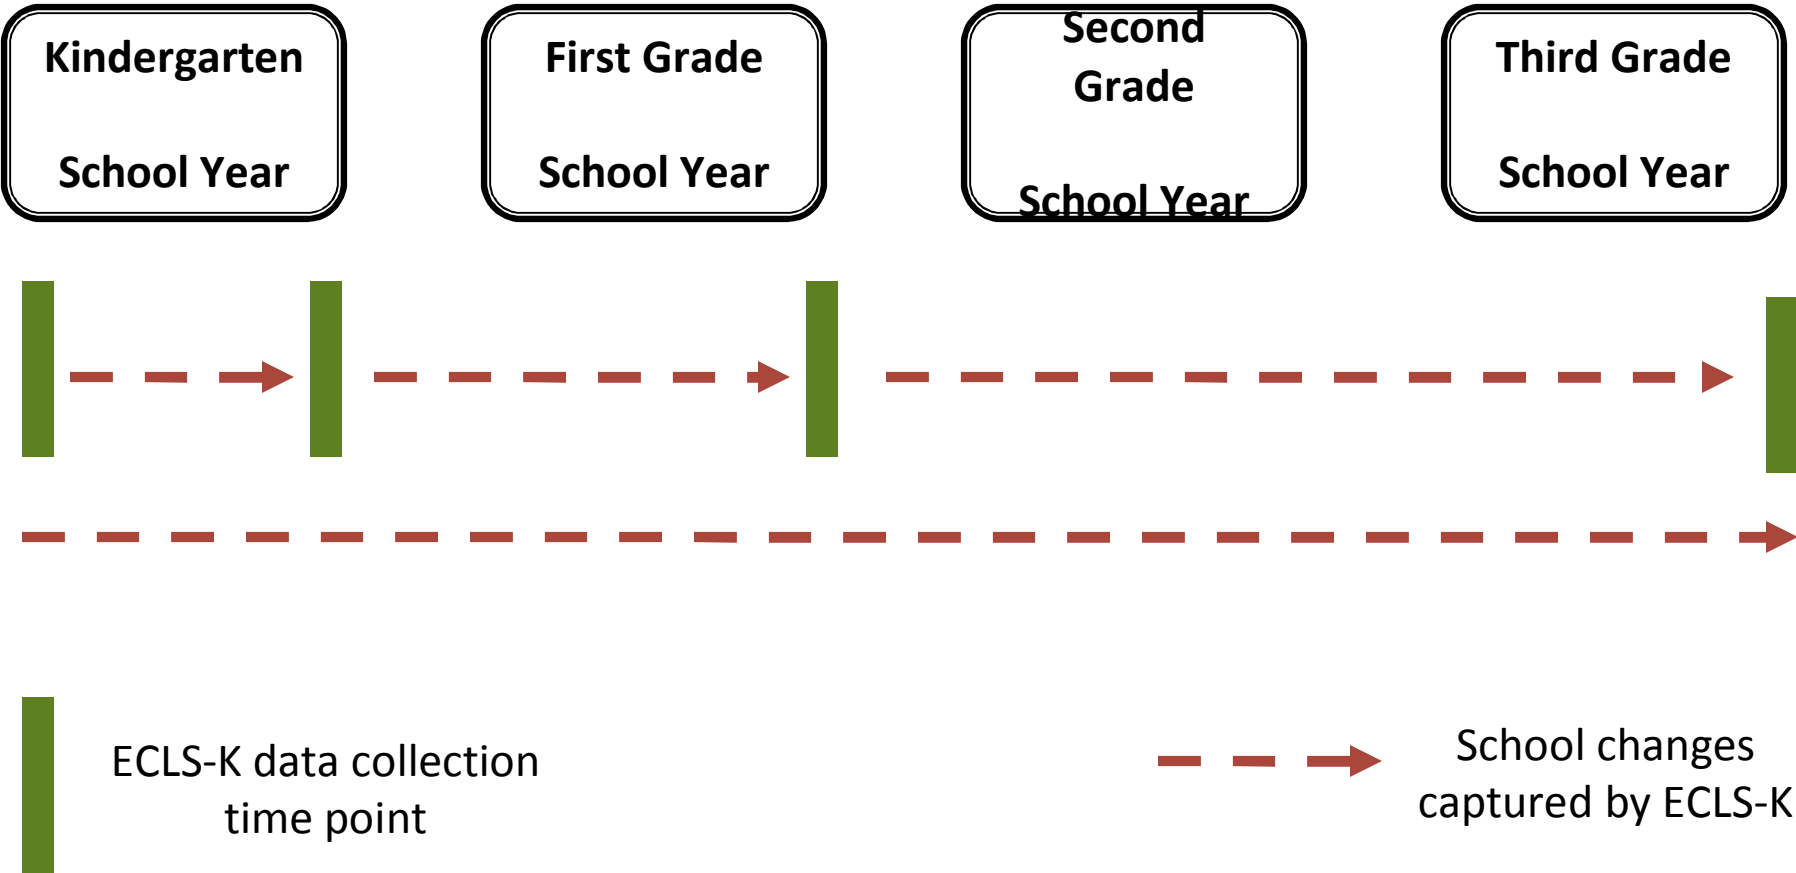 Kindergarten
School Year
First Grade
School Year
Second
Grade
School Year
Third Grade
School Year
ECLS-K data collection
time point
School changes
captured by ECLS-K